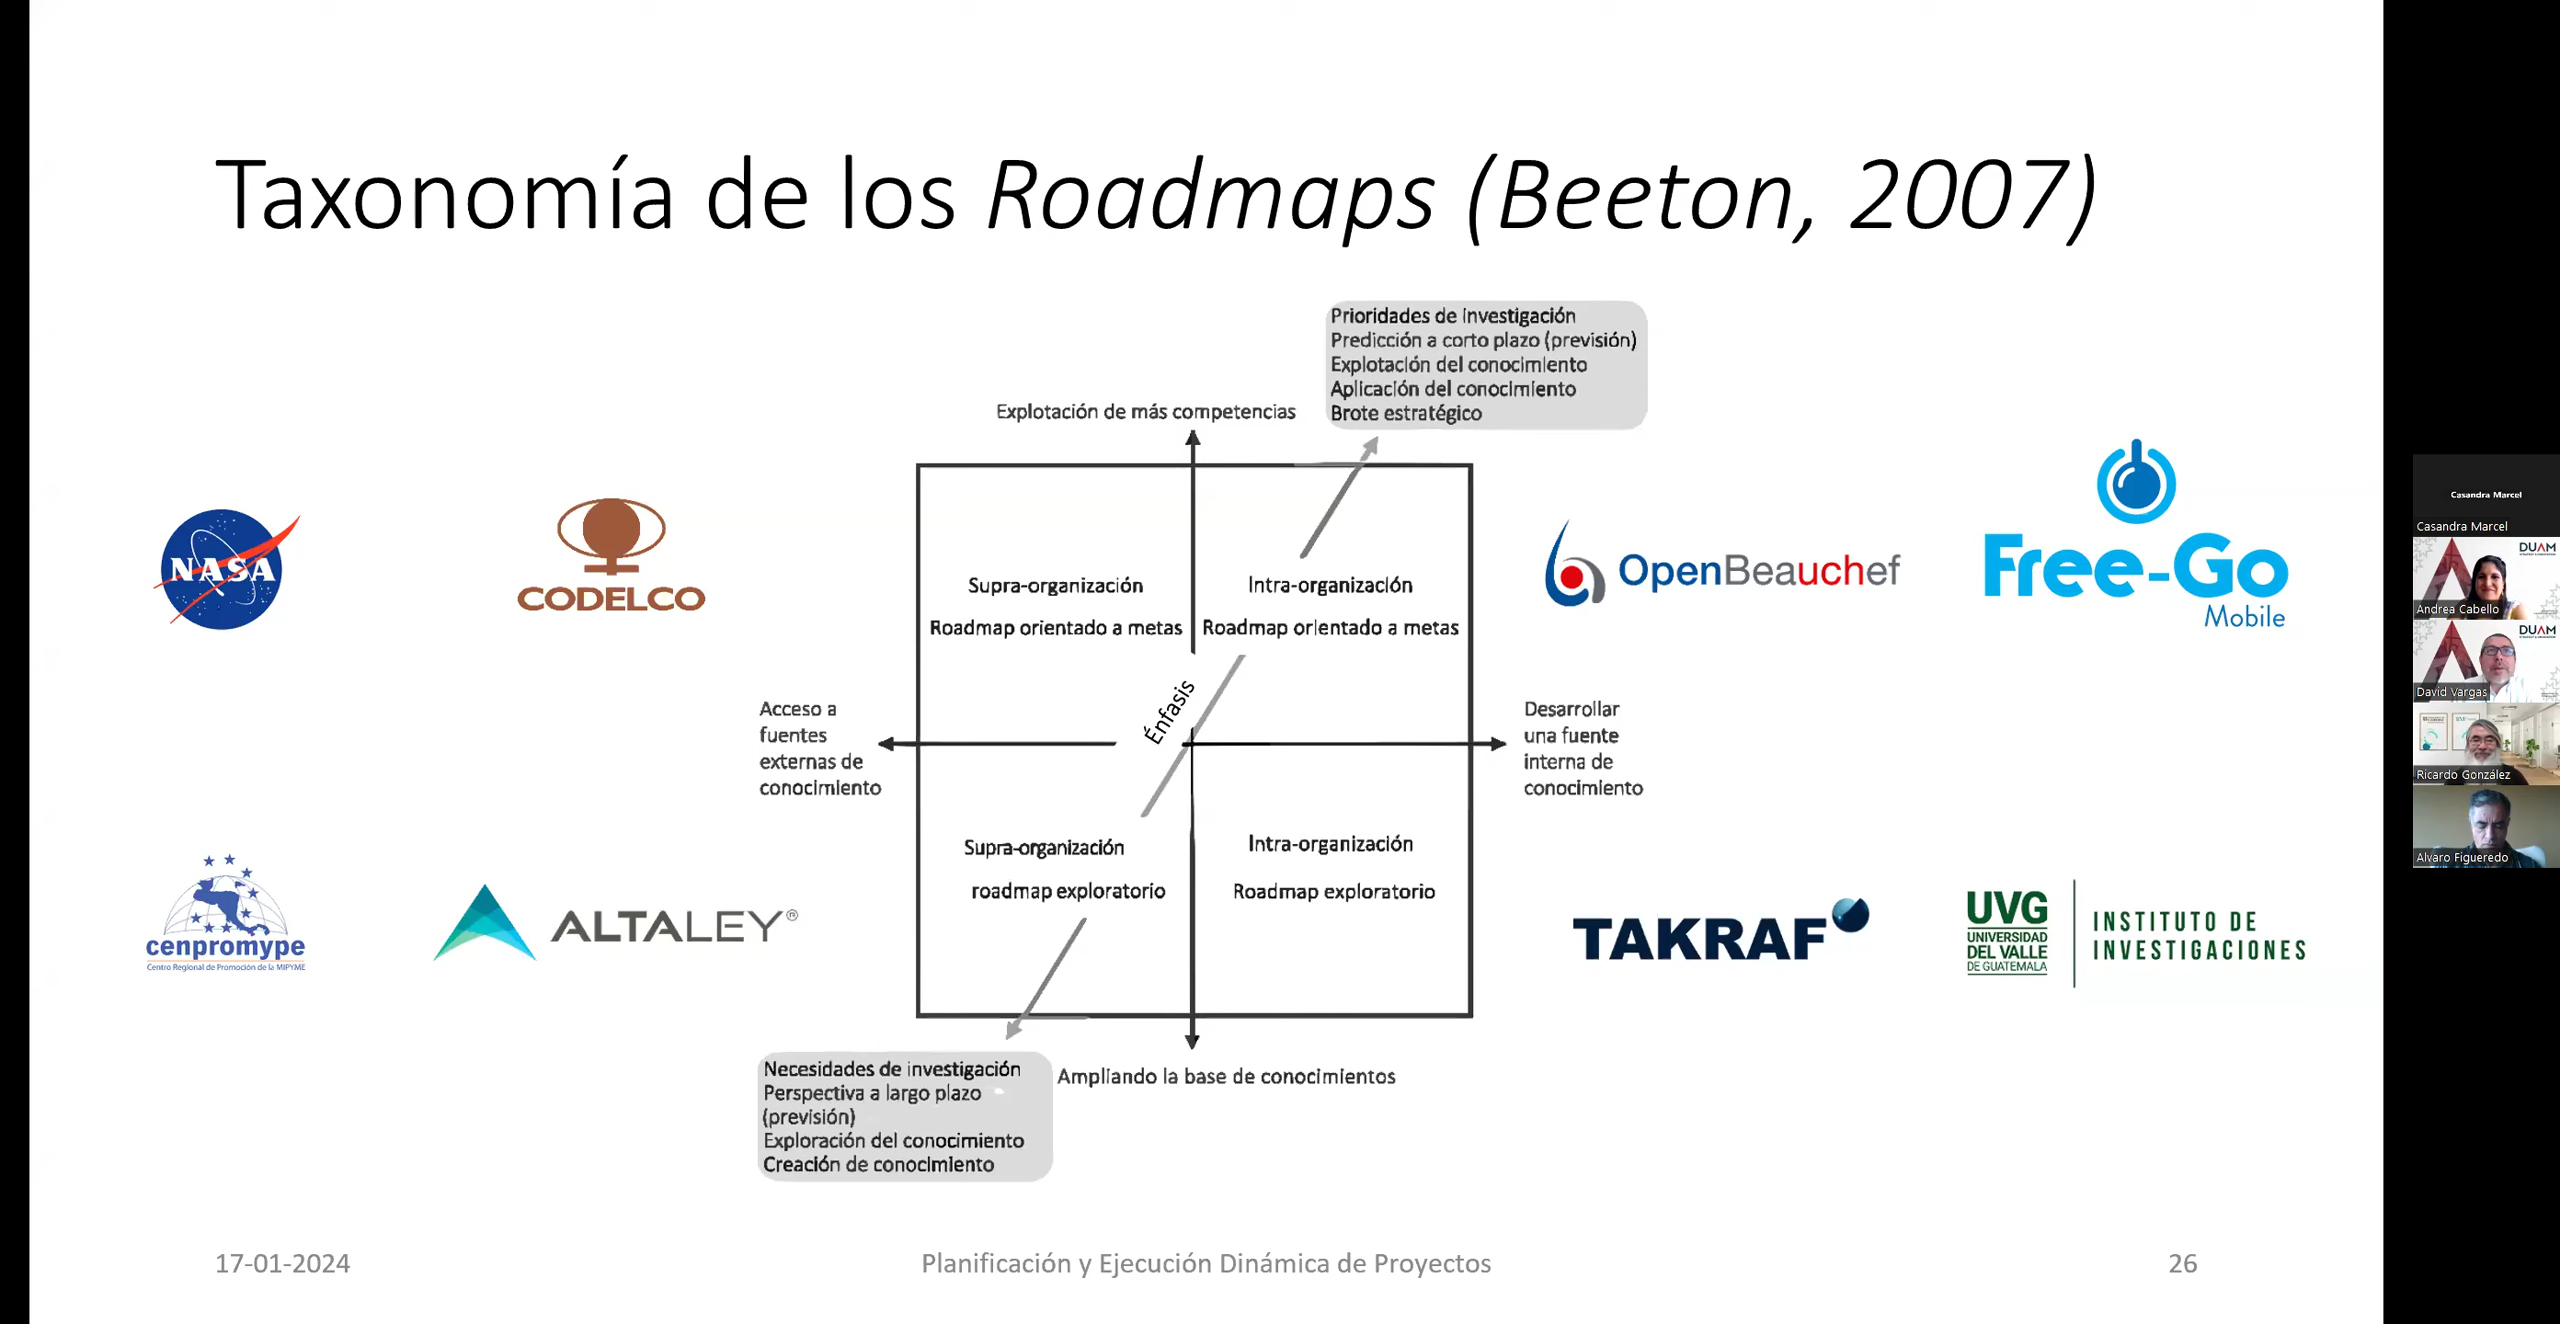 Taxonomía de los Roadmaps (Beeton, 2007)
Prioridades de investigación
Predicción a corto plazo (previsión)
Explotación del conocimiento
Aplicación del conocimiento
Brote estratégico
Explotación de más competencias
NASA
CODELCO
Supra-organización
Roadmap orientado a metas
Intra-organización
Roadmap orientado a metas
OpenBeauchef
Free-Go
Mobile
Énfasis
Acceso a
fuentes
externas de
conocimiento
Desarrollar
una fuente
interna de
conocimiento
cenpromype
Centro Regional de Promoción de la MIPYME
ALTALEY®
Supra-organización
roadmap exploratorio
Intra-organización
Roadmap exploratorio
TAKRAF
UVG
UNIVERSIDAD
DEL VALLE
DE GUATEMALA
INSTITUTO DE
INVESTIGACIONES
Necesidades de investigación
Perspectiva a largo plazo
(previsión)
Exploración del conocimiento
Creación de conocimiento
Ampliando la base de conocimientos
17-01-2024
Planificación y Ejecución Dinámica de Proyectos
26
Casandra Marcel
Casandra Marcel
DUAM
Andrea Cabello
DUAM
David Vargas
Ricardo González
Alvaro Figueredo